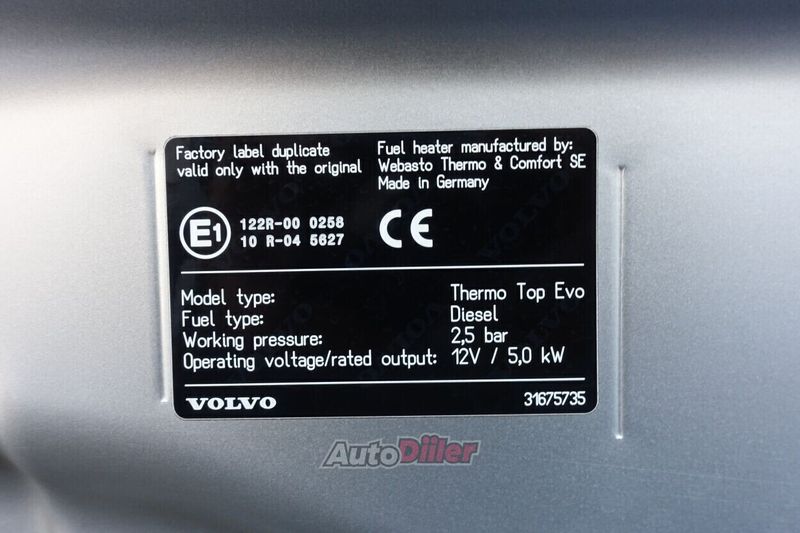 Factory label duplicate
valid only with the original
Fuel heater manufactured by:
Webasto Thermo & Comfort SE
Made in Germany
E1
122R-00 0258
10 R-04 5627
CE
Model type: Thermo Top Evo
Fuel type: Diesel
Working pressure: 2,5 bar
Operating voltage/rated output: 12V / 5,0 kW
VOLVO 31675735
AutoDiller